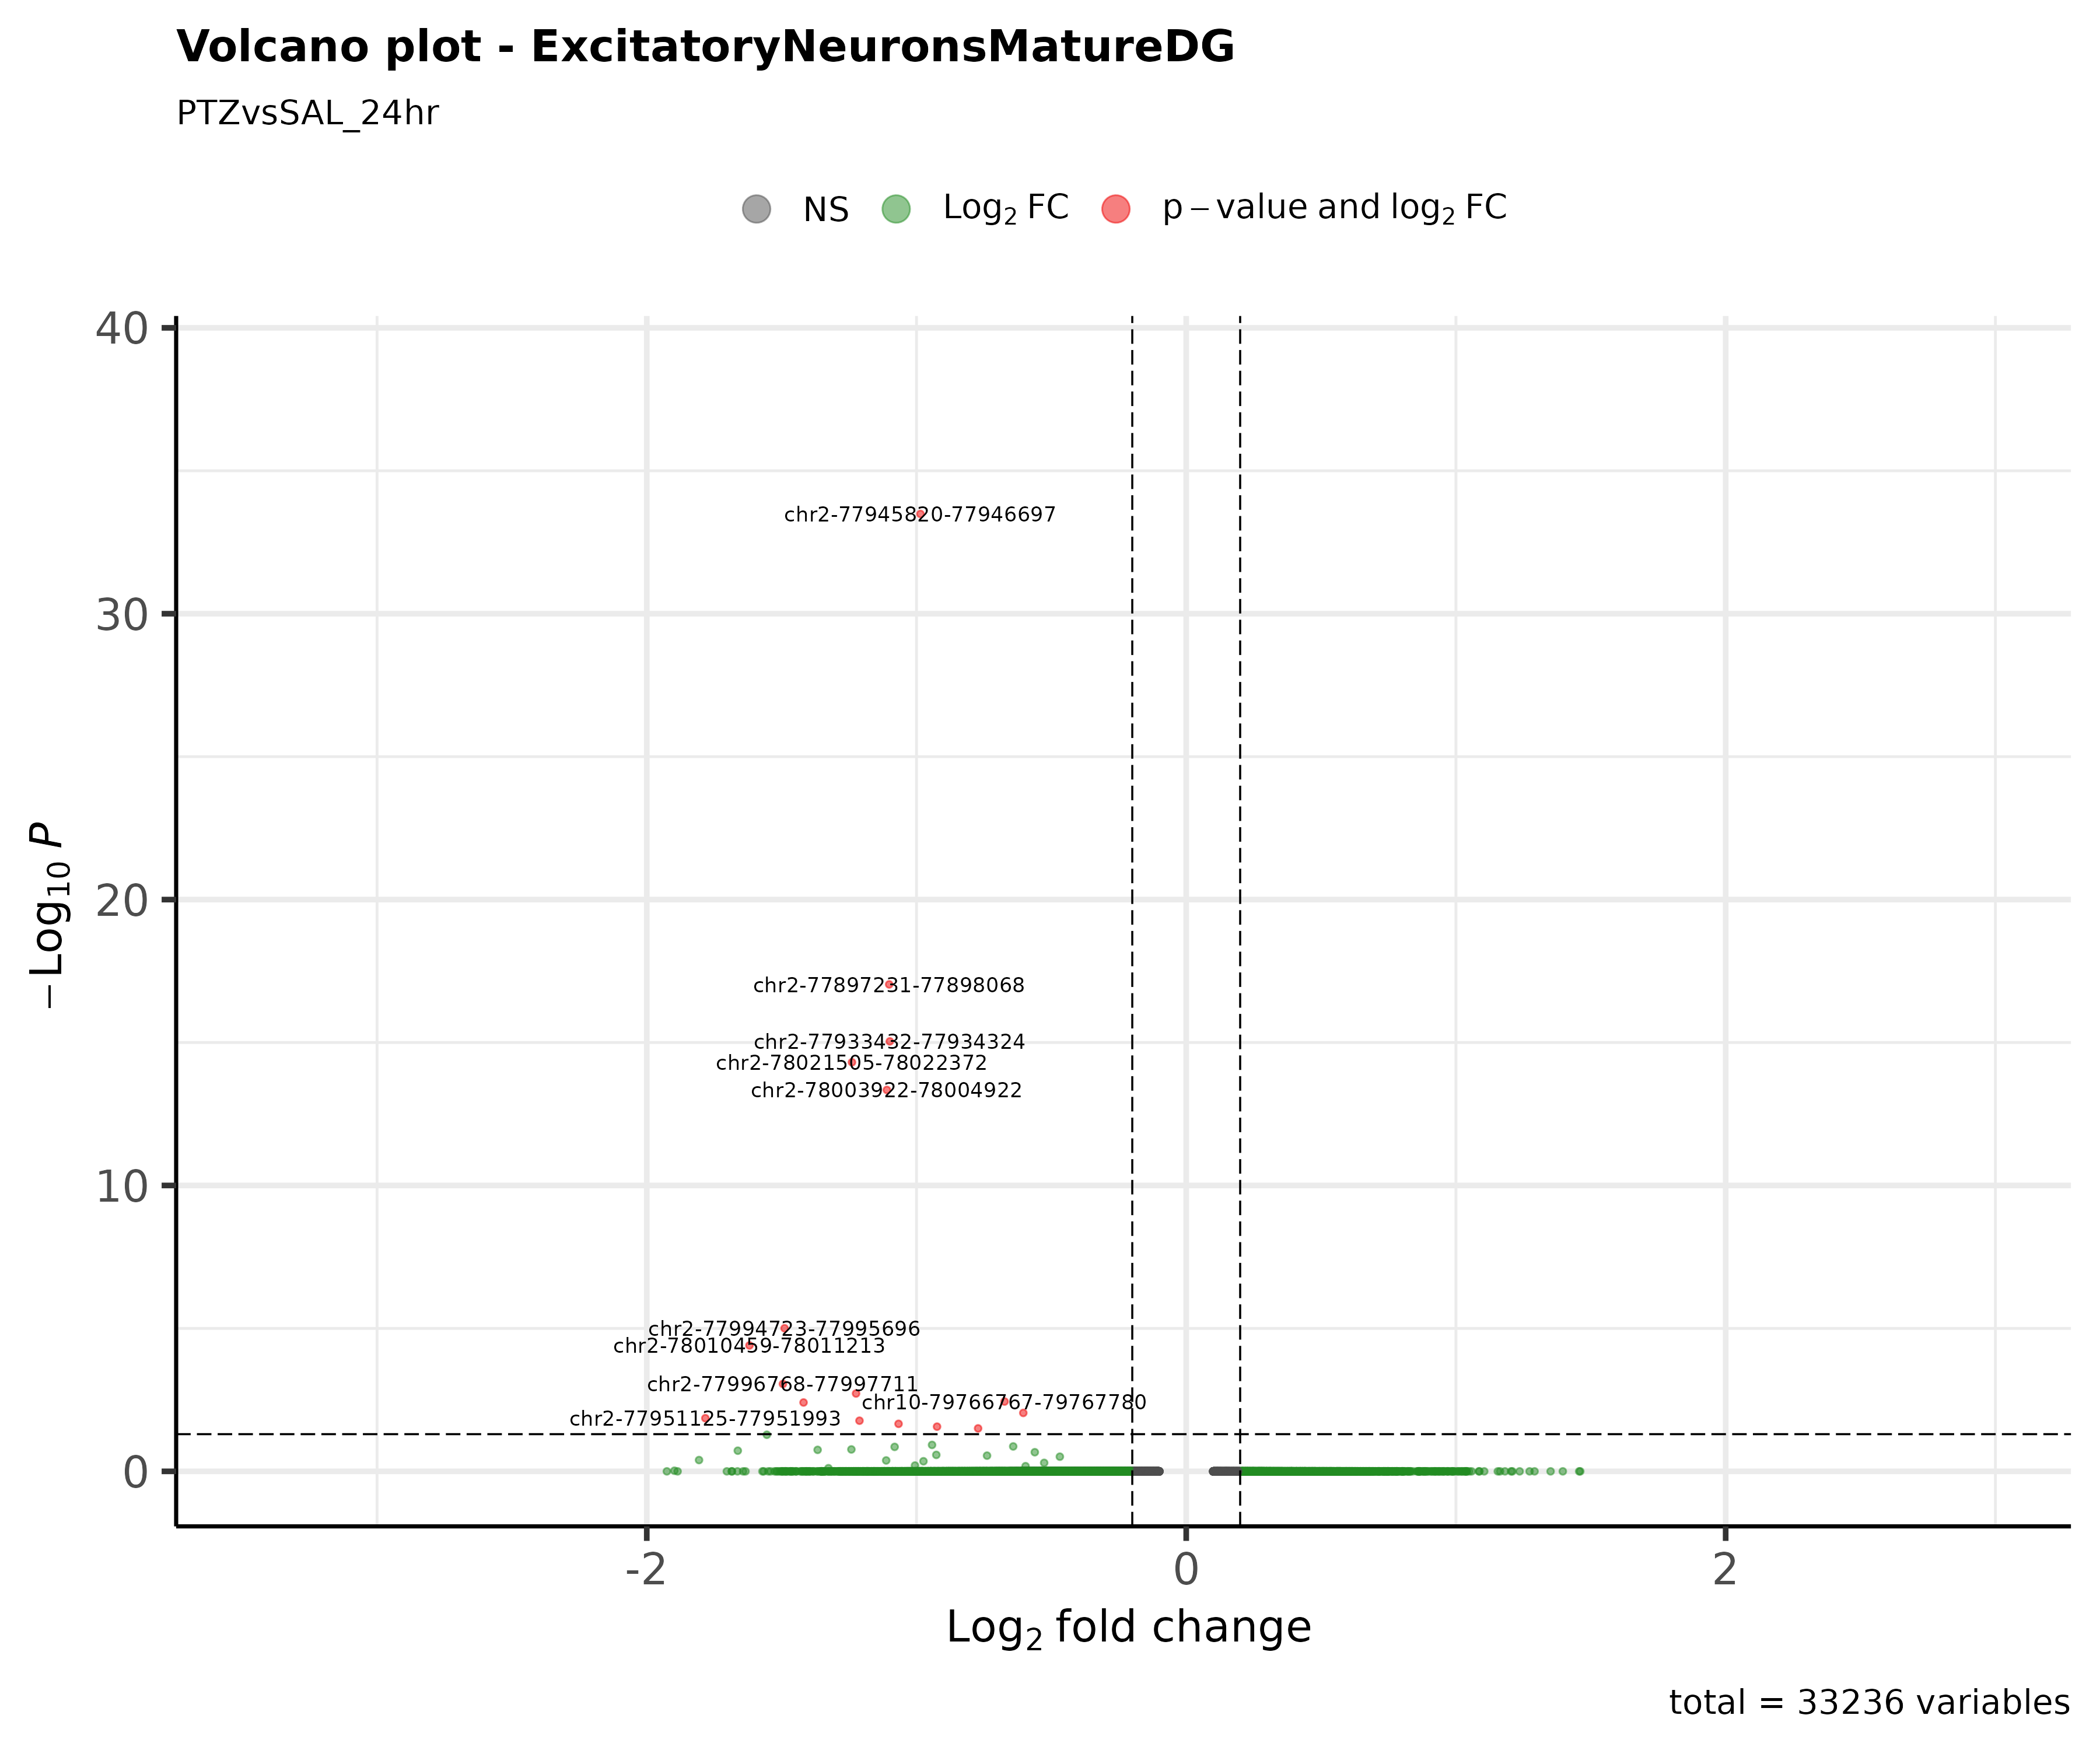 Volcano plot - ExcitatoryNeuronsMatureDG
PTZvsSAL_24hr
NS
Log2 FC
p – value and log2 FC
40
30
20
10
0
− Log10 P
chr2-77945820-77946697
chr2-77897231-77898068
chr2-77933432-77934324
chr2-78021505-78022372
chr2-78003922-78004922
chr2-77994723-77995696
chr2-78010459-78011213
chr2-77996768-77997711
chr10-79766767-79767780
chr2-77951125-77951993
-2
0
2
Log2 fold change
total = 33236 variables